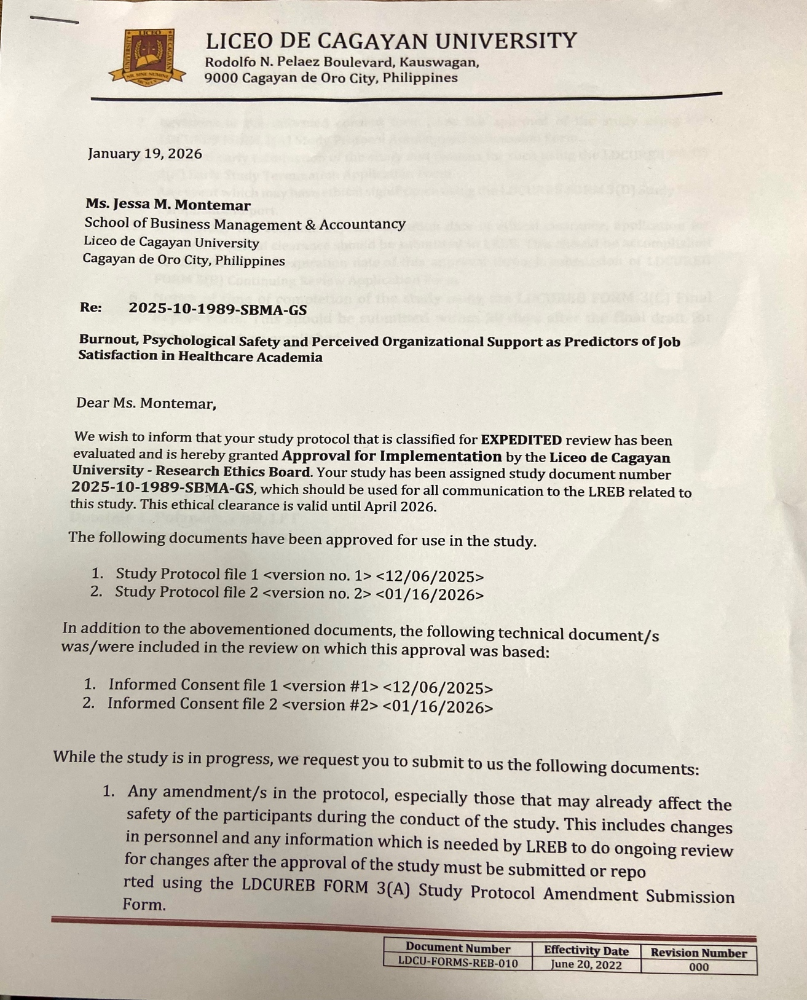 LICEO DE CAGAYAN UNIVERSITY
Rodolfo N. Pelaez Boulevard, Kauswagan,
9000 Cagayan de Oro City, Philippines
January 19, 2026
Ms. Jessa M. Montemar
School of Business Management & Accountancy
Liceo de Cagayan University
Cagayan de Oro City, Philippines
Re: 2025-10-1989-SBMA-GS
Burnout, Psychological Safety and Perceived Organizational Support as Predictors of Job
Satisfaction in Healthcare Academia
Dear Ms. Montemar,
We wish to inform that your study protocol that is classified for EXPEDITED review has been
evaluated and is hereby granted Approval for Implementation by the Liceo de Cagayan
University - Research Ethics Board. Your study has been assigned study document number
2025-10-1989-SBMA-GS, which should be used for all communication to the LREB related to
this study. This ethical clearance is valid until April 2026.
The following documents have been approved for use in the study.
1. Study Protocol file 1 <version no. 1> <12/06/2025>
2. Study Protocol file 2 <version no. 2> <01/16/2026>
In addition to the abovementioned documents, the following technical document/s
was/were included in the review on which this approval was based:
1. Informed Consent file 1 <version #1> <12/06/2025>
2. Informed Consent file 2 <version #2> <01/16/2026>
While the study is in progress, we request you to submit to us the following documents:
1. Any amendment/s in the protocol, especially those that may already affect the
safety of the participants during the conduct of the study. This includes changes
in personnel and any information which is needed by LREB to do ongoing review
for changes after the approval of the study must be submitted or repo
rted using the LDCUREB FORM 3(A) Study Protocol Amendment Submission
Form.
Document Number Effectivity Date Revision Number
LDCU-FORMS-REB-010 June 20, 2022 000